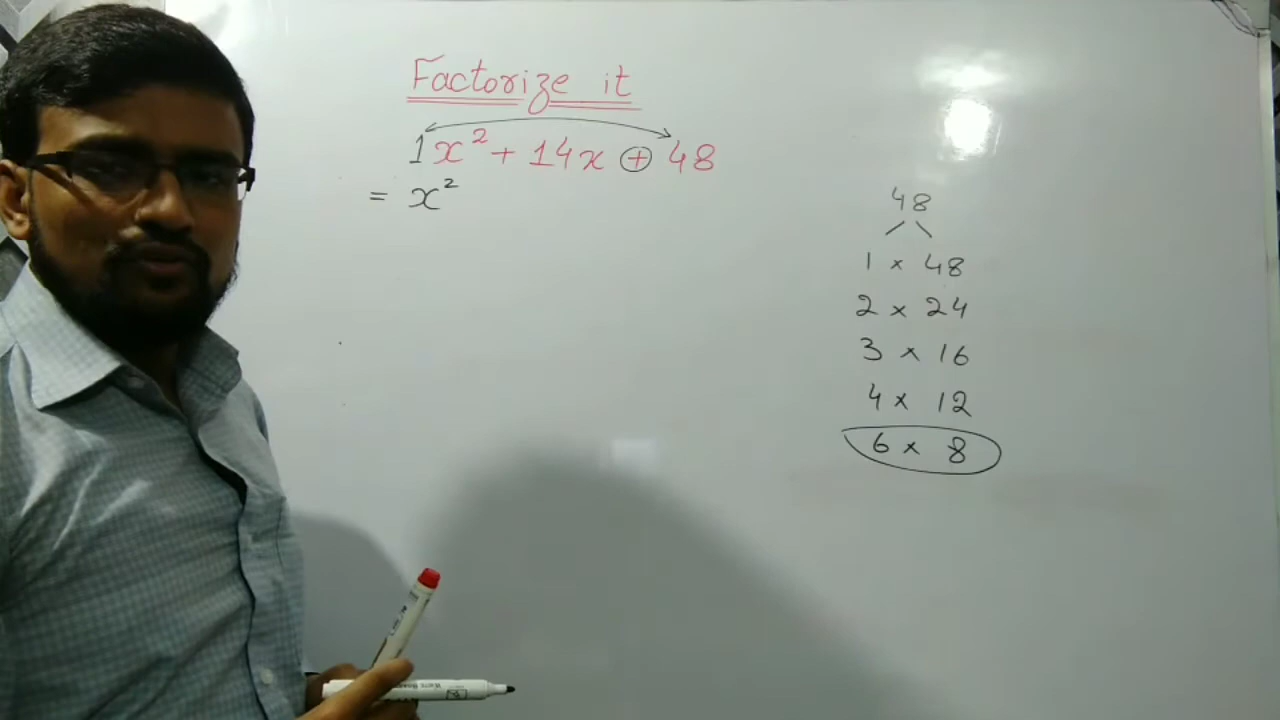 Factorize it
1x² + 14x + 48
= x²
48
1 × 48
2 × 24
3 × 16
4 × 12
6 × 8